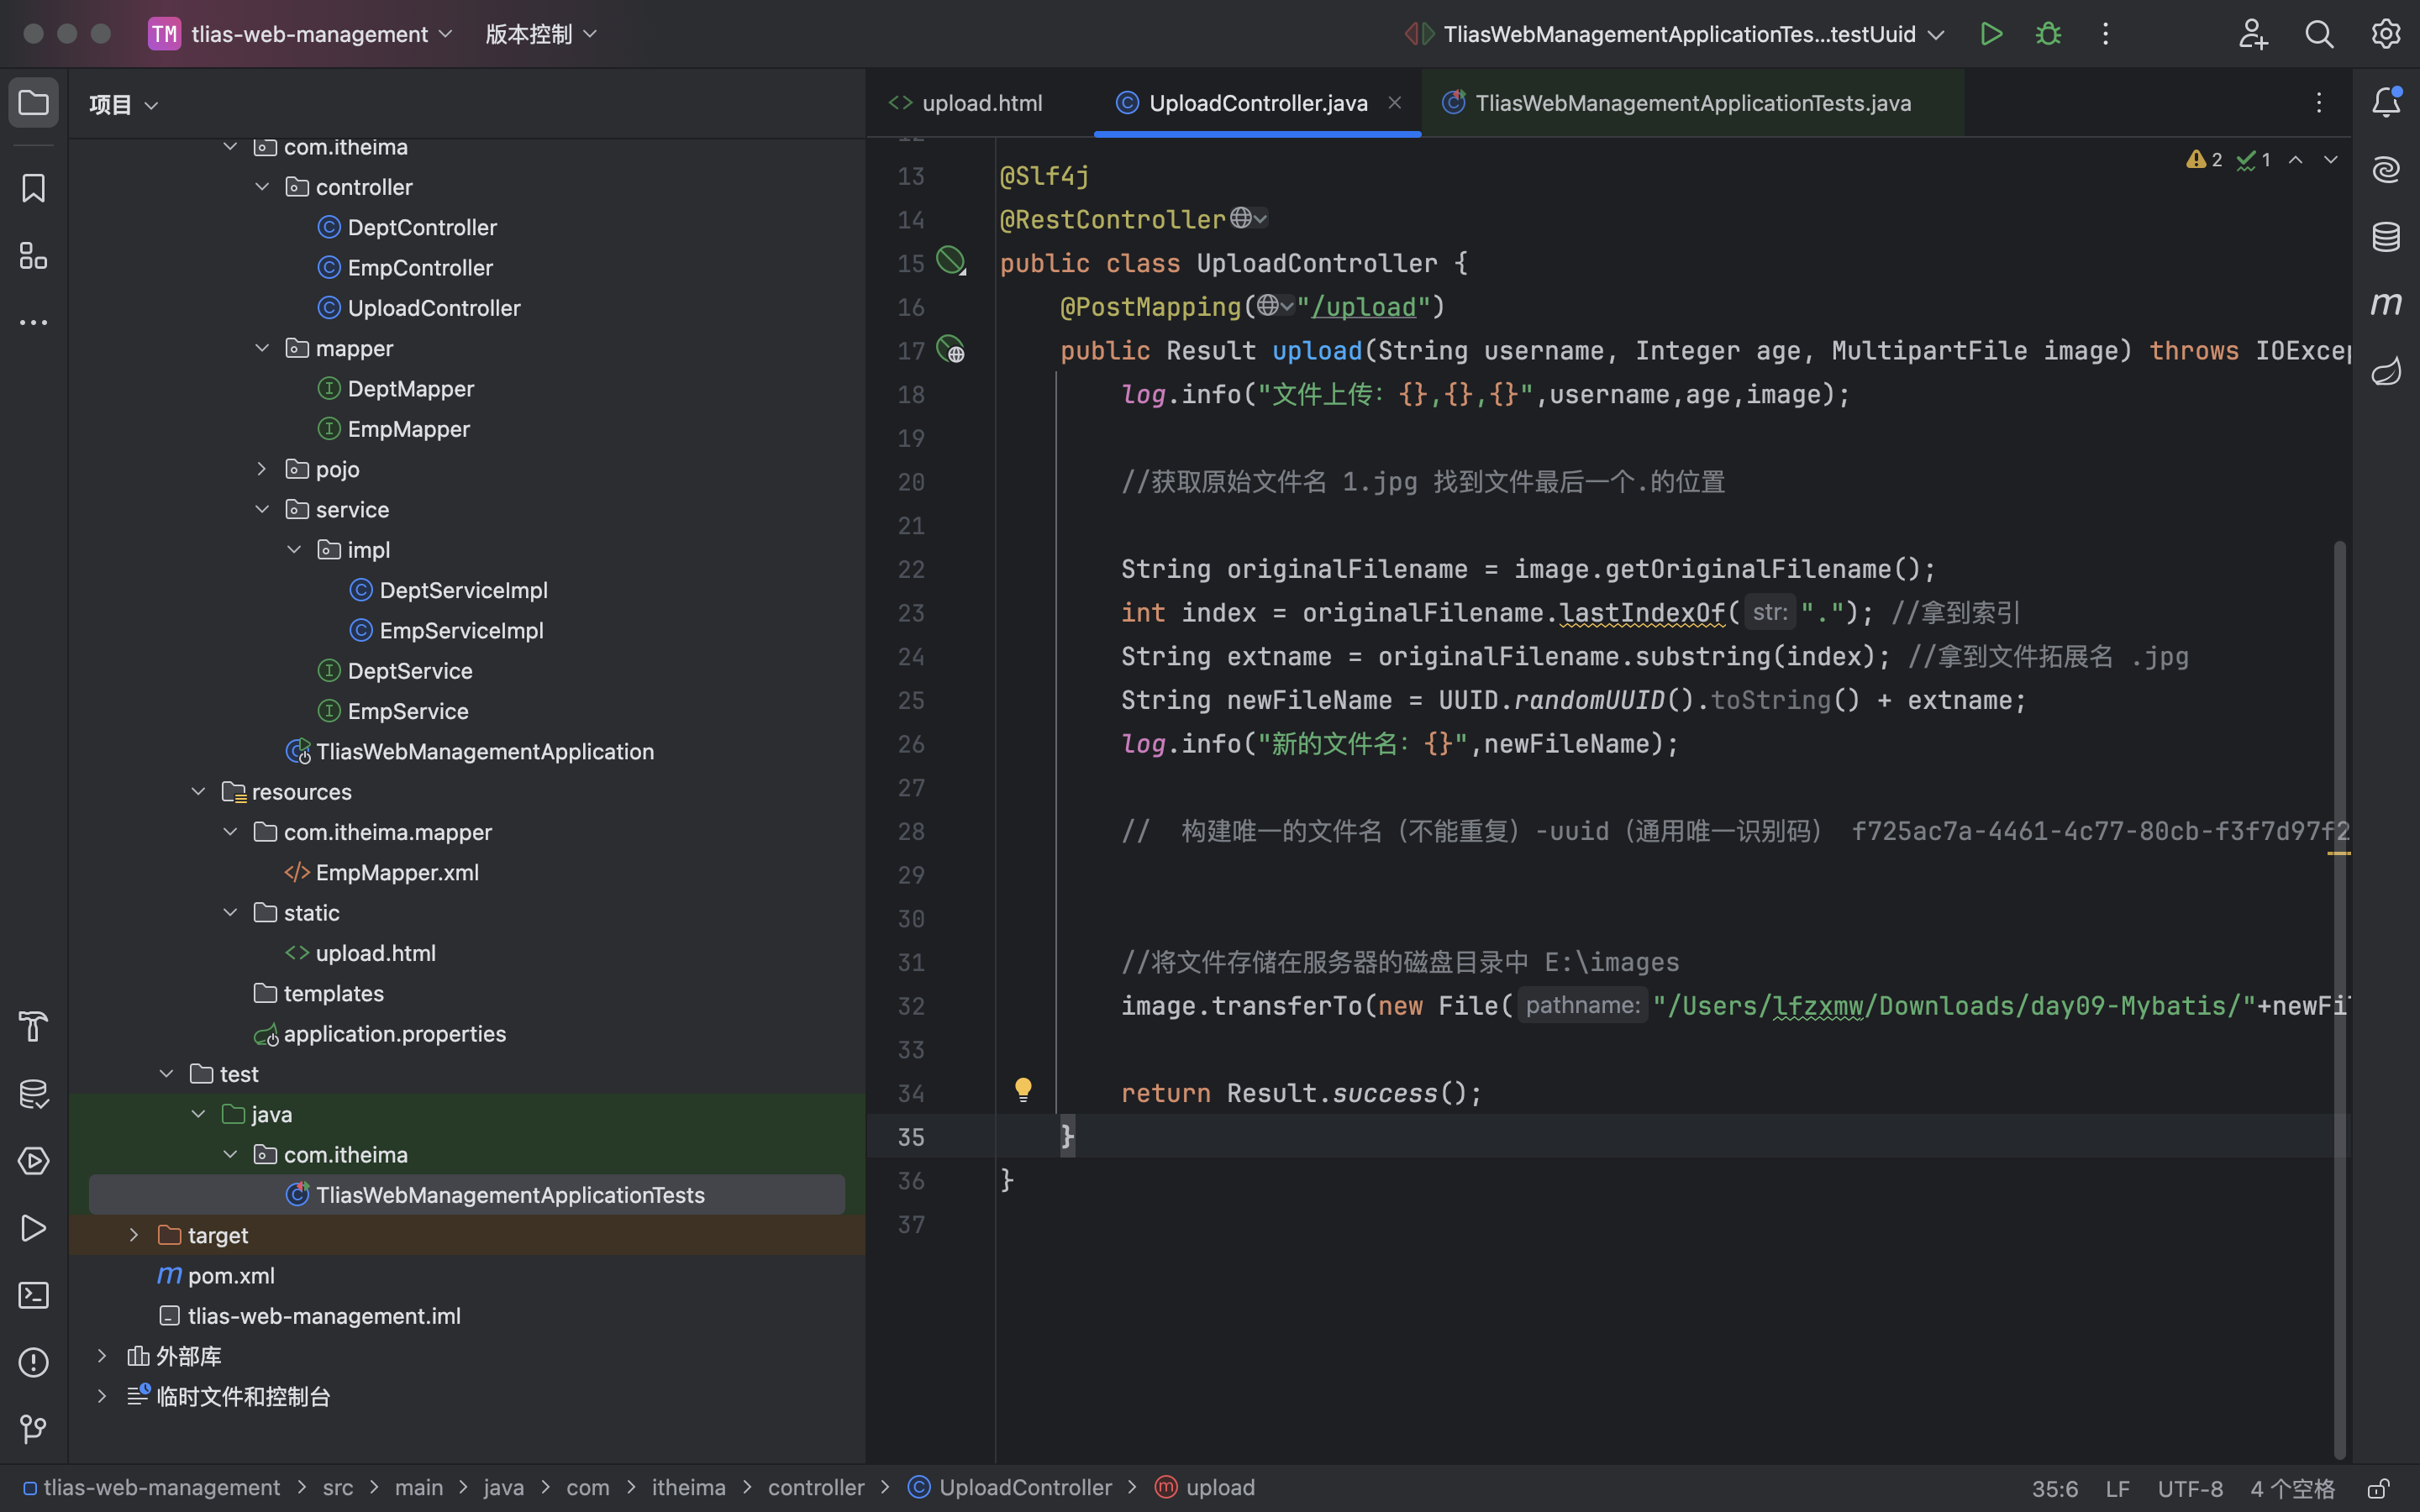 TM tlias-web-management 版本控制 TliasWebManagementApplicationTes...testUuid
项目
upload.html UploadController.java TliasWebManagementApplicationTests.java
com.itheima
controller
DeptController
EmpController
UploadController
mapper
DeptMapper
EmpMapper
pojo
service
impl
DeptServiceImpl
EmpServiceImpl
DeptService
EmpService
TliasWebManagementApplication
resources
com.itheima.mapper
EmpMapper.xml
static
upload.html
templates
application.properties
test
java
com.itheima
TliasWebManagementApplicationTests
target
pom.xml
tlias-web-management.iml
外部库
临时文件和控制台
2 1
13 @Slf4j
14 @RestController
15 public class UploadController {
16 @PostMapping("/upload")
17 public Result upload(String username, Integer age, MultipartFile image) throws IOExcep
18 log.info("文件上传: {},{},{}",username,age,image);
19
20 //获取原始文件名 1.jpg 找到文件最后一个.的位置
21
22 String originalFilename = image.getOriginalFilename();
23 int index = originalFilename.lastIndexOf( str: "."); //拿到索引
24 String extname = originalFilename.substring(index); //拿到文件拓展名 .jpg
25 String newFileName = UUID.randomUUID().toString() + extname;
26 log.info("新的文件名: {}",newFileName);
27
28 // 构建唯一的文件名（不能重复）-uuid（通用唯一识别码） f725ac7a-4461-4c77-80cb-f3f7d97f2
29
30
31 //将文件存储在服务器的磁盘目录中 E:\images
32 image.transferTo(new File( pathname: "/Users/lfzxmw/Downloads/day09-Mybatis/"+newFi
33
34 return Result.success();
35 }
36 }
37
tlias-web-management > src > main > java > com > itheima > controller > UploadController > upload 35:6 LF UTF-8 4 个空格